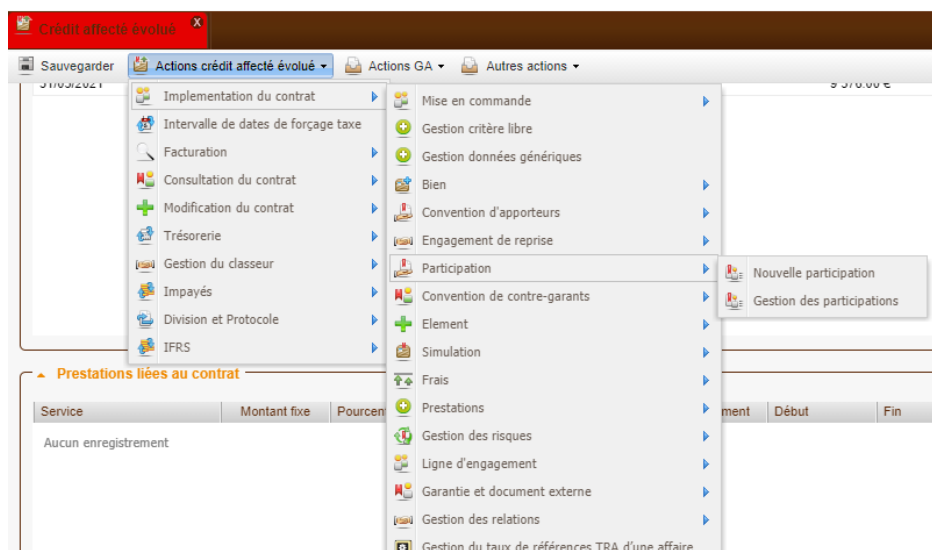 Crédit affecté évolué X
Sauvegarder Actions crédit affecté évolué Actions GA Autres actions
31/05/2021 9 578.00 €
Implementation du contrat
Intervalle de dates de forçage taxe
Facturation
Consultation du contrat
Modification du contrat
Trésorerie
Gestion du classeur
Impayés
Division et Protocole
IFRS
Mise en commande
Gestion critère libre
Gestion données génériques
Bien
Convention d'apporteurs
Engagement de reprise
Participation
Convention de contre-garants
Element
Simulation
Frais
Prestations
Gestion des risques
Ligne d'engagement
Garantie et document externe
Gestion des relations
Gestion du taux de références TRA d'une affaire
Nouvelle participation
Gestion des participations
Prestations liées au contrat
Service Montant fixe Pourcen ment Début Fin
Aucun enregistrement